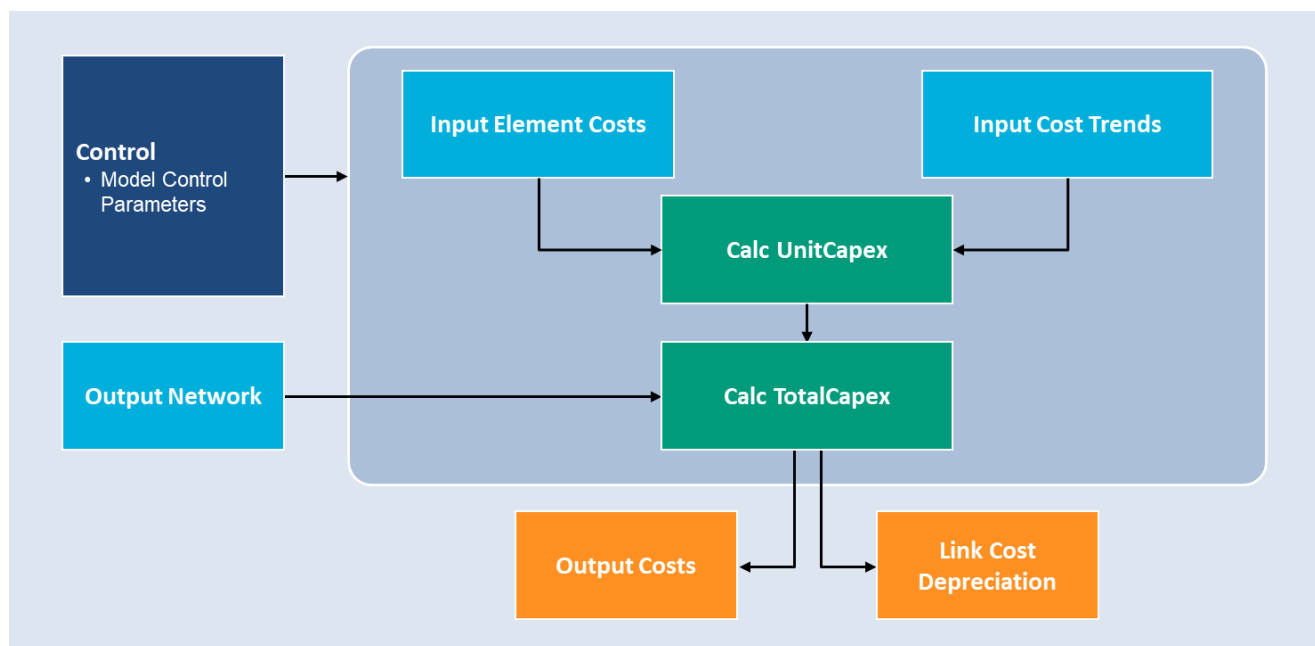 Control
• Model Control
Parameters
Input Element Costs
Input Cost Trends
Calc UnitCapex
Output Network
Calc TotalCapex
Output Costs
Link Cost
Depreciation